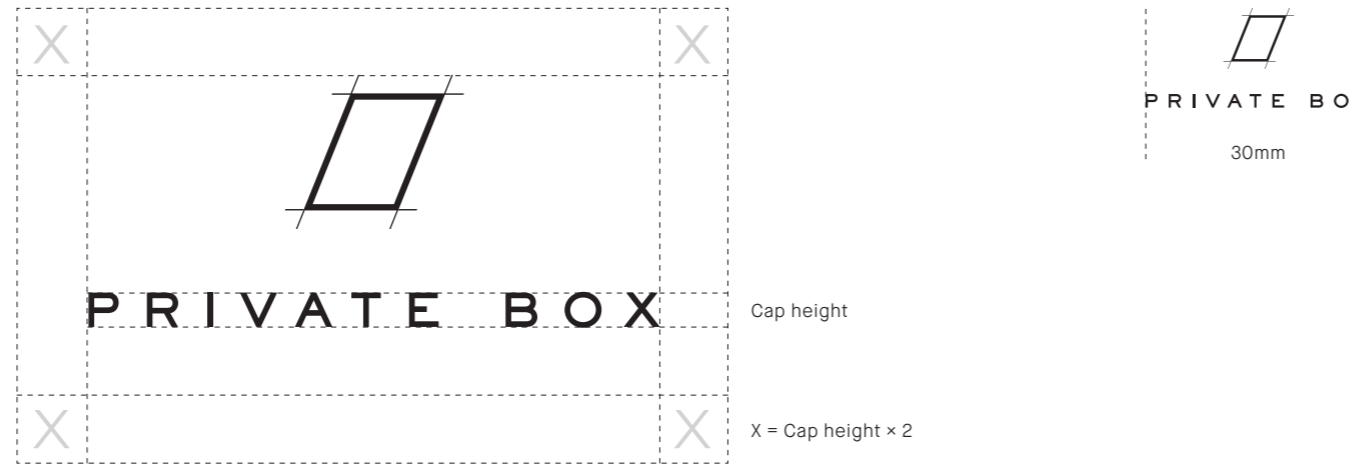 X X
PRIVATE BO
30mm
PRIVATE BOX
Cap height
X X
X = Cap height × 2